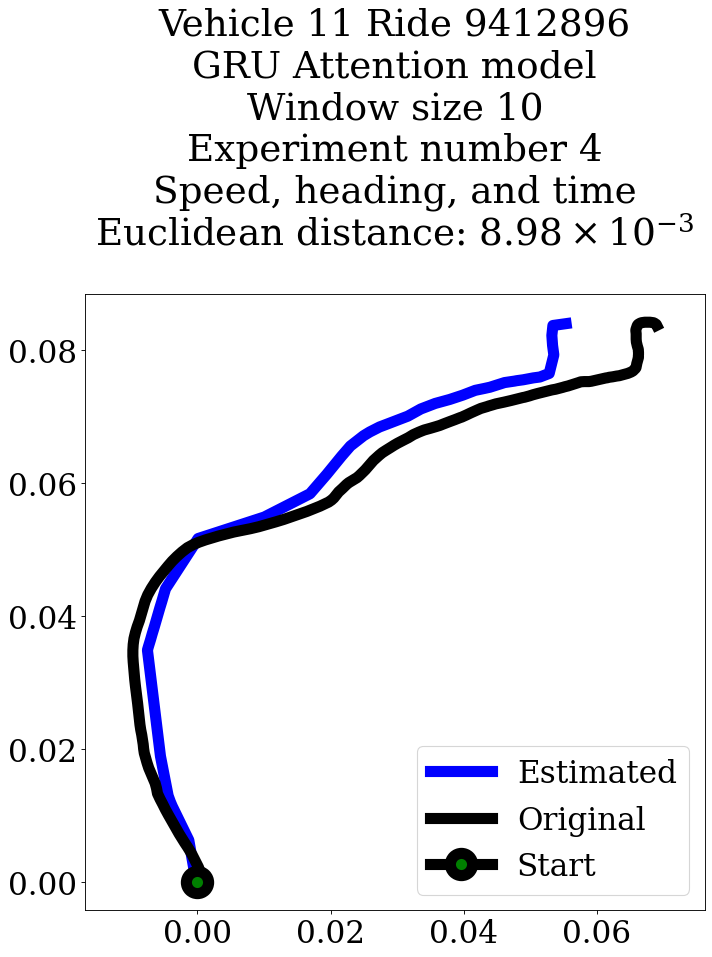 Vehicle 11 Ride 9412896
GRU Attention model
Window size 10
Experiment number 4
Speed, heading, and time
Euclidean distance: 8.98 × 10⁻³
0.08
0.06
0.04
0.02
0.00
Estimated
Original
Start
0.00 0.02 0.04 0.06